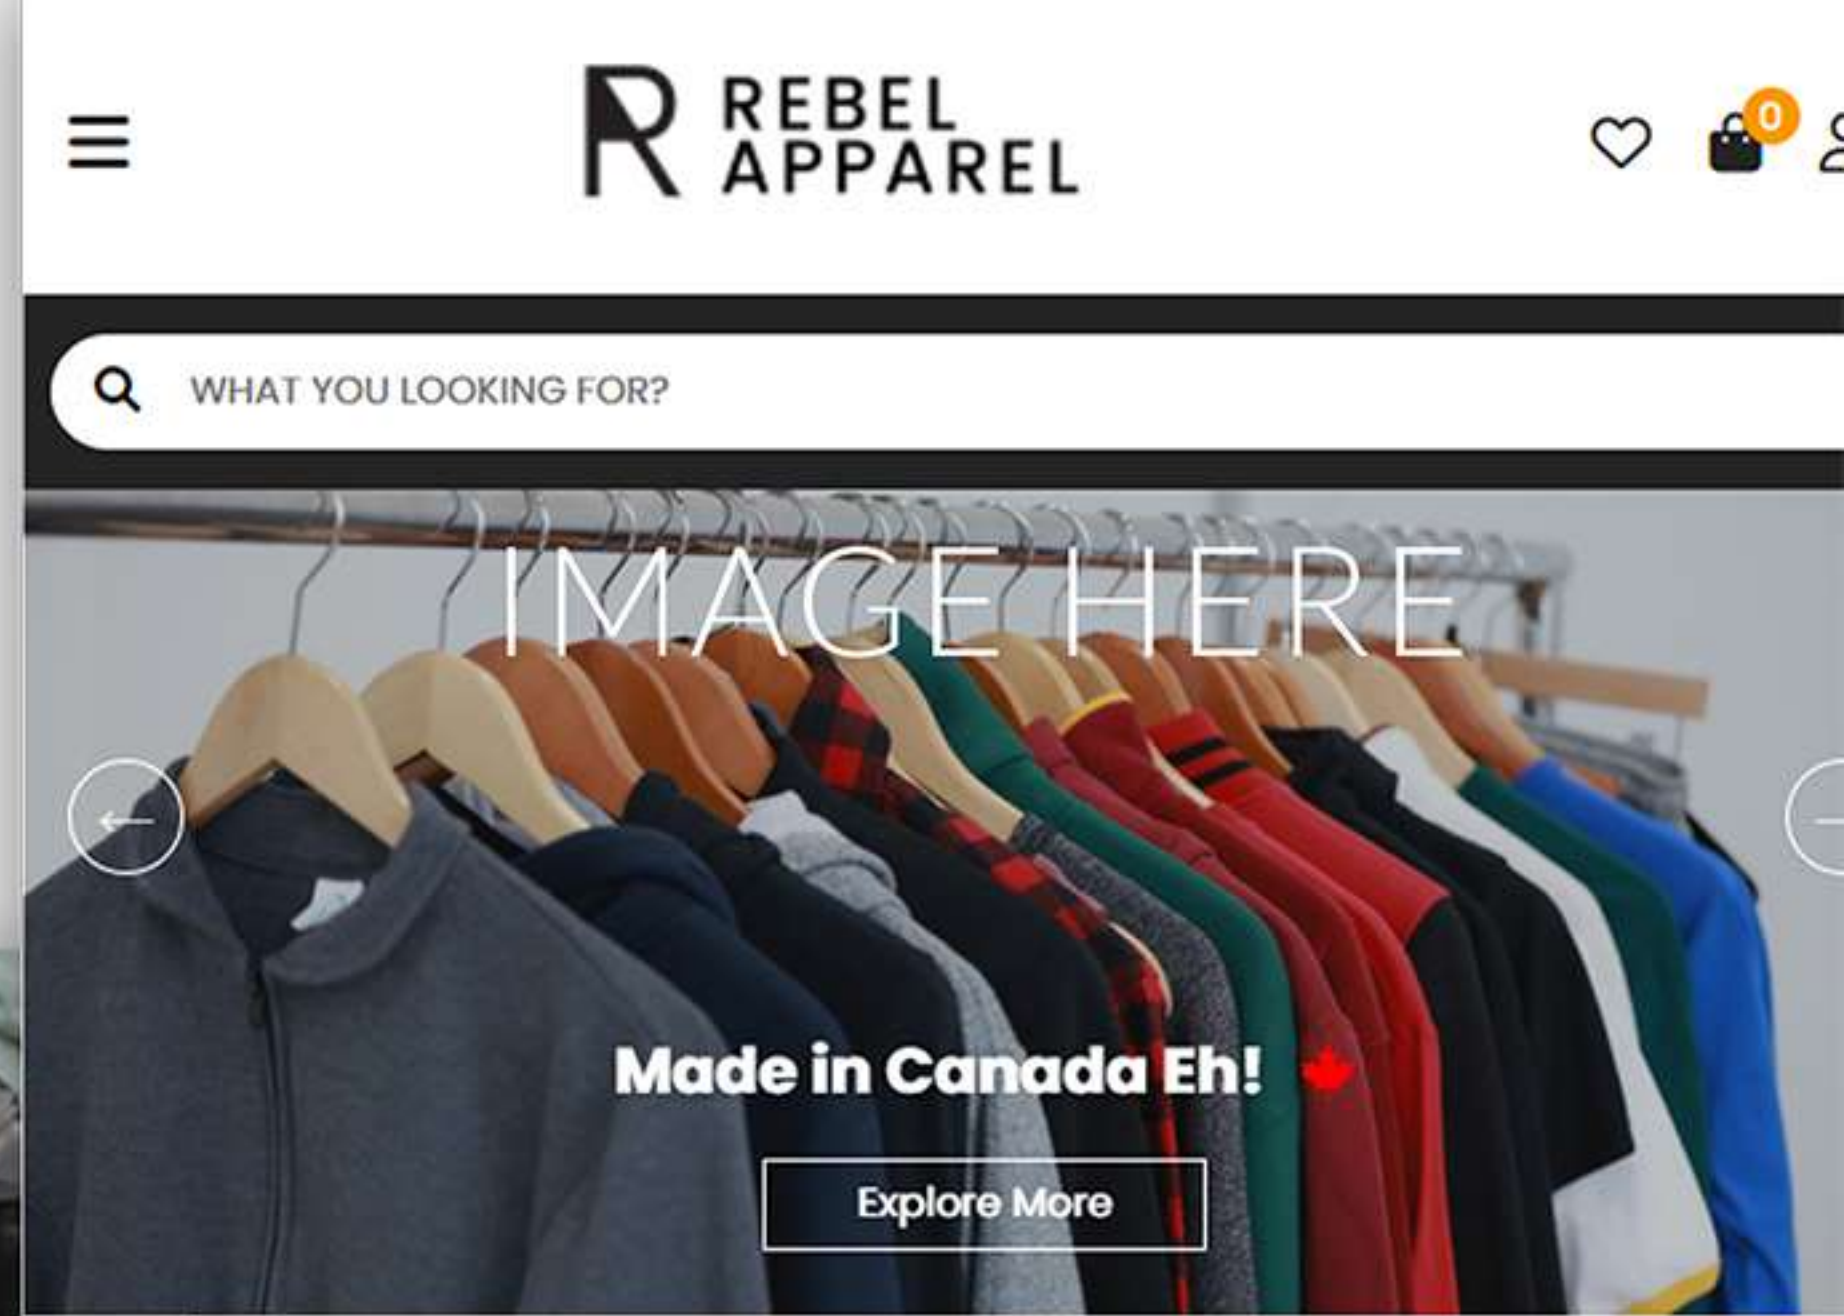 REBEL
APPAREL
0
WHAT YOU LOOKING FOR?
IMAGE HERE
Made in Canada Eh!
Explore More